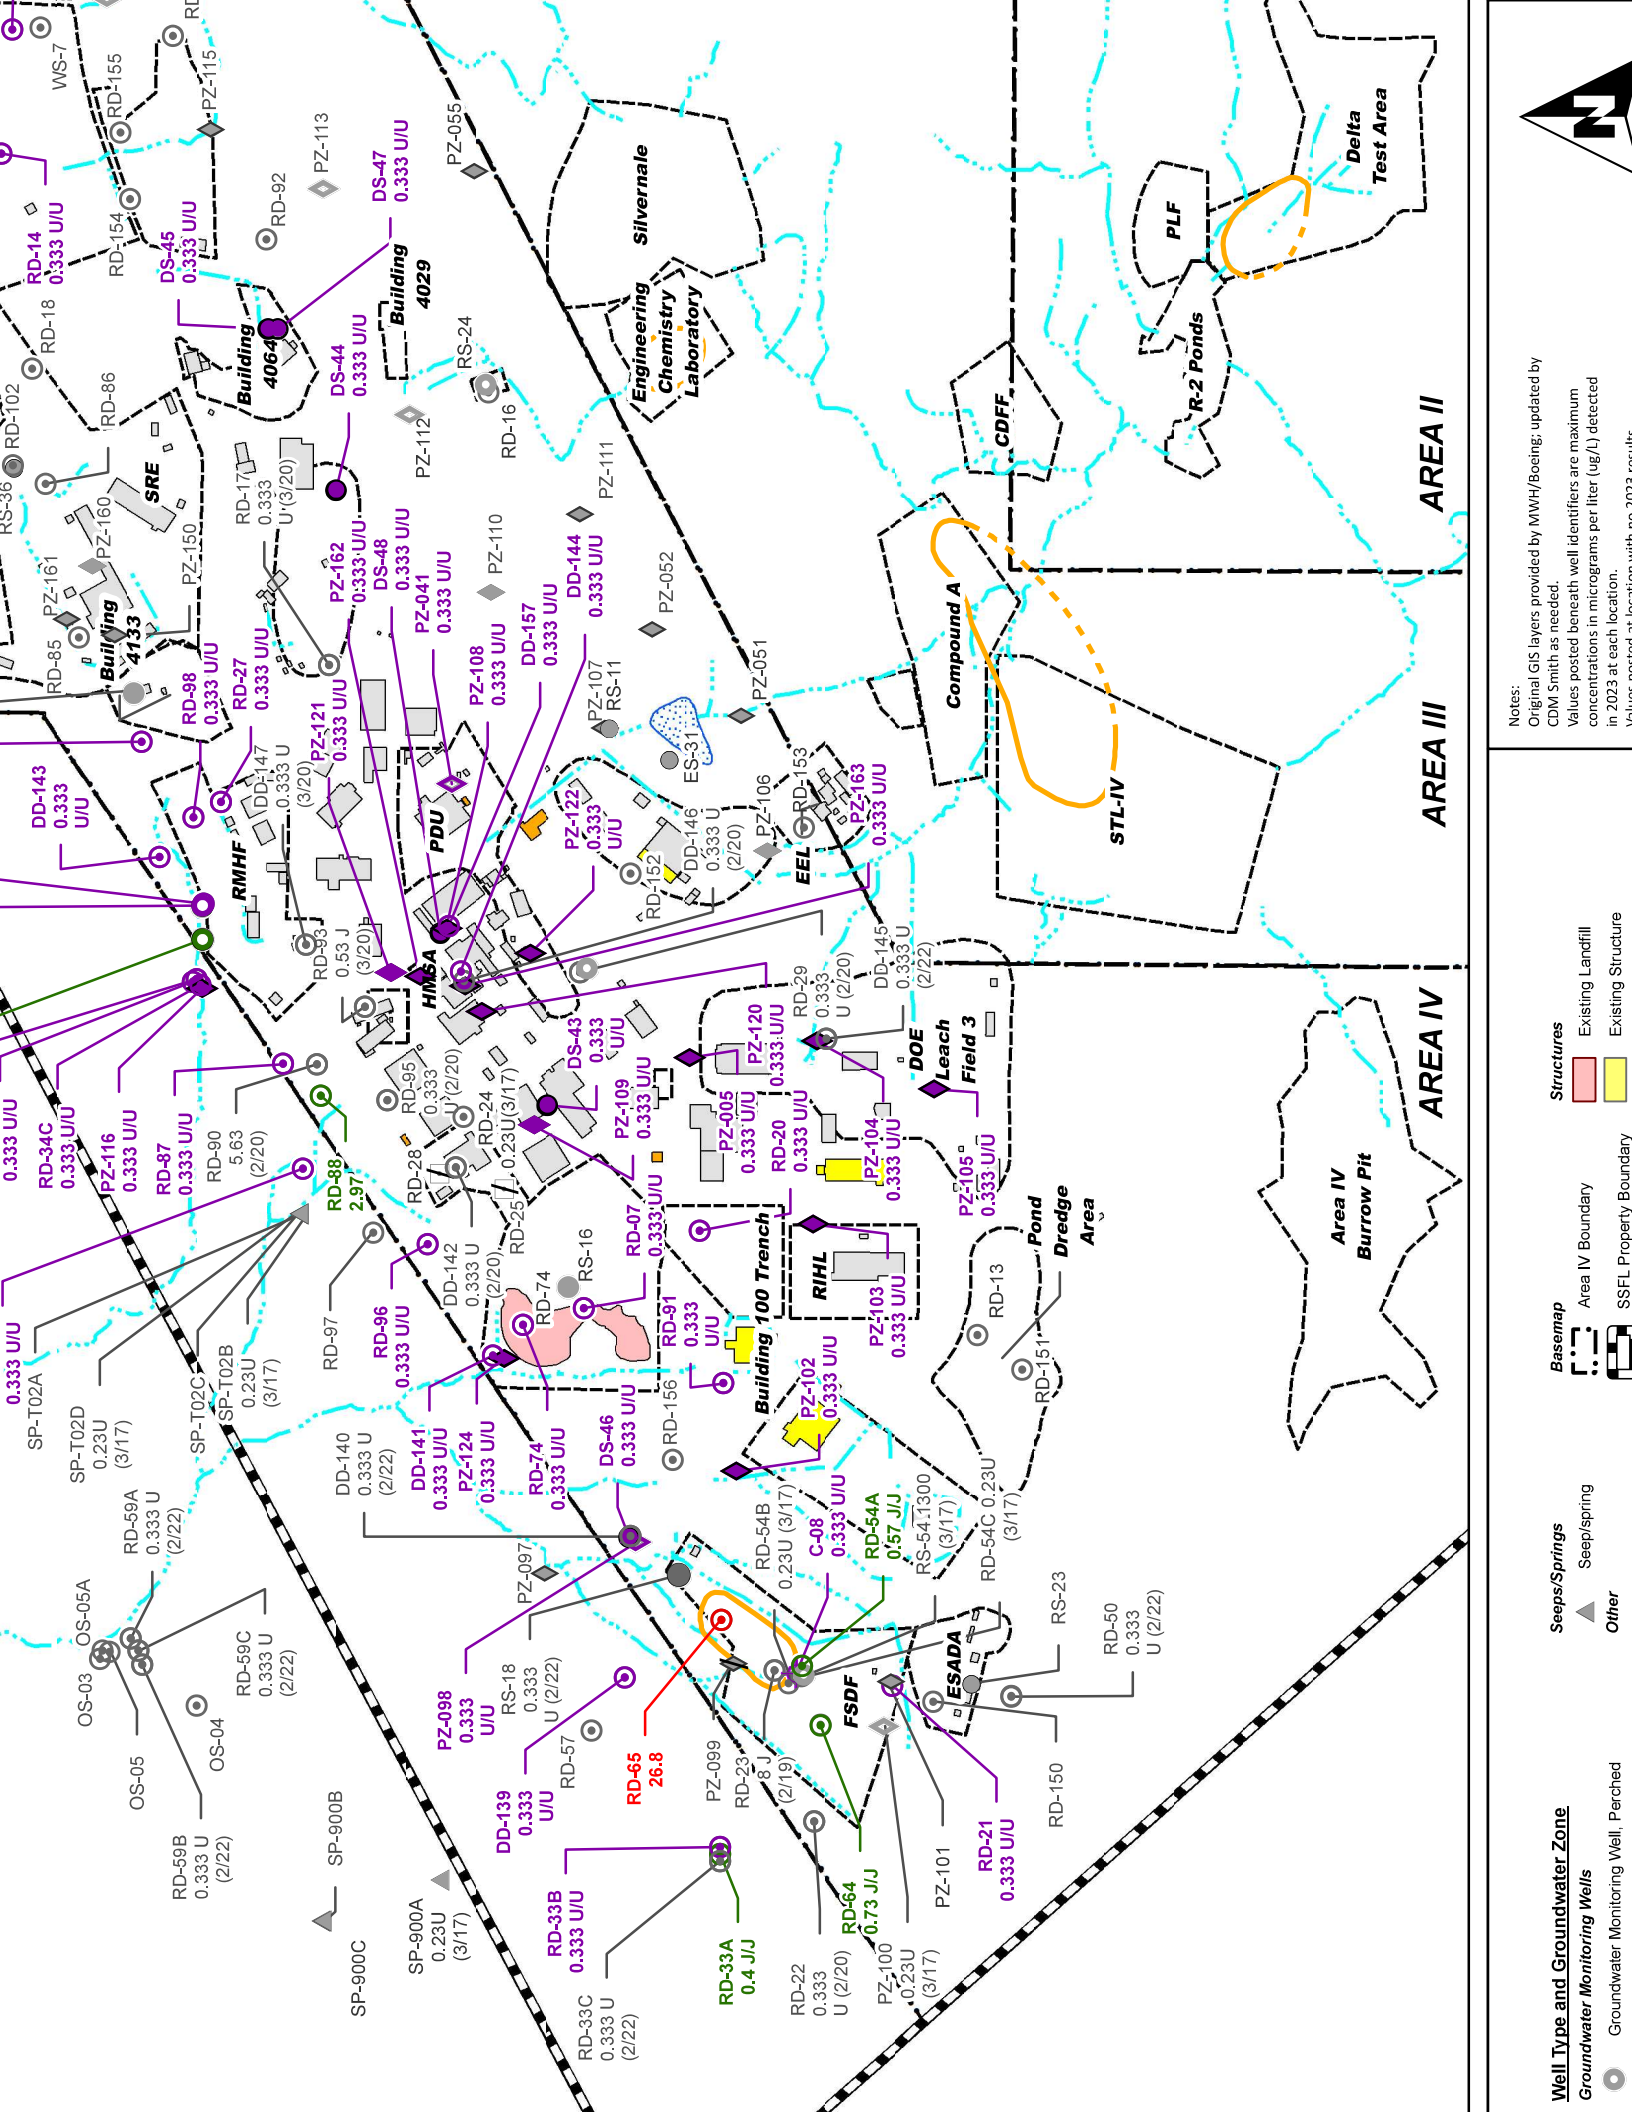 WS-7
RD-155
PZ-115
RD-14
0.333 U/U
RD-154
DS-45
0.333 U/U
RD-92
PZ-113
DS-47
0.333 U/U
PZ-055
RD-18
RD-102
RS-36
RD-86
Building
4064
Building
4029
DS-44
0.333 U/U
RS-24
RD-16
PZ-112
PZ-111
Silvernale
Engineering
Chemistry
Laboratory
Delta
Test Area
PLF
R-2 Ponds
CDFF
AREA II
SRE
PZ-160
PZ-161
PZ-150
RD-85
Building
4133
RD-17
0.333
U (3/20)
PZ-162
0.333 U/U
DS-48
0.333 U/U
PZ-041
0.333 U/U
PZ-110
PZ-108
0.333 U/U
DD-157
0.333 U/U
DD-144
0.333 U/U
PZ-052
PZ-107
RS-11
PZ-051
RD-98
0.333 U/U
RD-27
0.333 U/U
DD-147
0.333 U
(3/20)
PZ-121
0.333 U/U
DD-143
0.333
U/U
RMHF
PDU
HMSA
PZ-122
0.333
U/U
ES-31
RD-152
DD-146
0.333 U
(2/20)
PZ-106
RD-153
EEL
PZ-163
0.333 U/U
Compound A
STL-IV
AREA III
RD-93
0.53 J
(3/20)
0.333 U/U
RD-34C
0.333 U/U
PZ-116
0.333 U/U
RD-87
0.333 U/U
RD-90
5.63
(2/20)
RD-88
2.97
RD-95
0.333
U (2/20)
RD-24
0.23U (3/17)
RD-28
RD-25
DD-142
0.333 U
(2/20)
DS-43
0.333
U/U
PZ-109
0.333 U/U
RD-29
0.333
U (2/20)
DD-145
0.333 U
(2/22)
PZ-120
0.333 U/U
PZ-005
0.333 U/U
RD-20
0.333 U/U
PZ-104
0.333 U/U
PZ-105
0.333 U/U
DOE
Leach
Field 3
AREA IV
Area IV
Burrow Pit
Pond
Dredge
Area
RIHL
PZ-103
0.333 U/U
Building 100 Trench
RD-07
0.333 U/U
RS-16
RD-74
RD-91
0.333
U/U
RD-156
PZ-102
0.333 U/U
RD-13
RD-151
0.333 U/U
SP-T02A
SP-T02D
0.23U
(3/17)
SP-T02C
SP-T02B
0.23U
(3/17)
RD-97
RD-96
0.333 U/U
DD-140
0.333 U
(2/22)
DD-141
0.333 U/U
PZ-124
0.333 U/U
RD-74
0.333 U/U
DS-46
0.333 U/U
RD-59A
0.333 U
(2/22)
OS-05A
OS-03
OS-05
OS-04
RD-59C
0.333 U
(2/22)
RD-59B
0.333 U
(2/22)
PZ-097
PZ-098
0.333
U/U
RS-18
0.333
U (2/22)
RD-57
DD-139
0.333
U/U
RD-65
26.8
RD-54B
0.23U (3/17)
C-08
0.333 U/U
RD-54A
0.57 J/J
RS-54 1300
(3/17)
RD-54C 0.23U
(3/17)
RS-23
RD-50
0.333
U (2/22)
PZ-099
RD-23
8 J
(2/19)
FSDF
ESADA
RD-150
RD-21
0.333 U/U
PZ-101
RD-64
0.73 J/J
PZ-100
0.23U
(3/17)
RD-22
0.333
U (2/20)
RD-33A
0.4 J/J
RD-33B
0.333 U/U
RD-33C
0.333 U
(2/22)
SP-900B
SP-900A
0.23U
(3/17)
SP-900C
N
Notes:
Original GIS layers provided by MWH/Boeing; updated by
CDM Smith as needed.
Values posted beneath well identifiers are maximum
concentrations in micrograms per liter (ug/L) detected
in 2023 at each location.
Values posted at location with no 2023 results
Structures
Existing Landfill
Existing Structure
Basemap
Area IV Boundary
SSFL Property Boundary
Seeps/Springs
Seep/spring
Other
Well Type and Groundwater Zone
Groundwater Monitoring Wells
Groundwater Monitoring Well, Perched